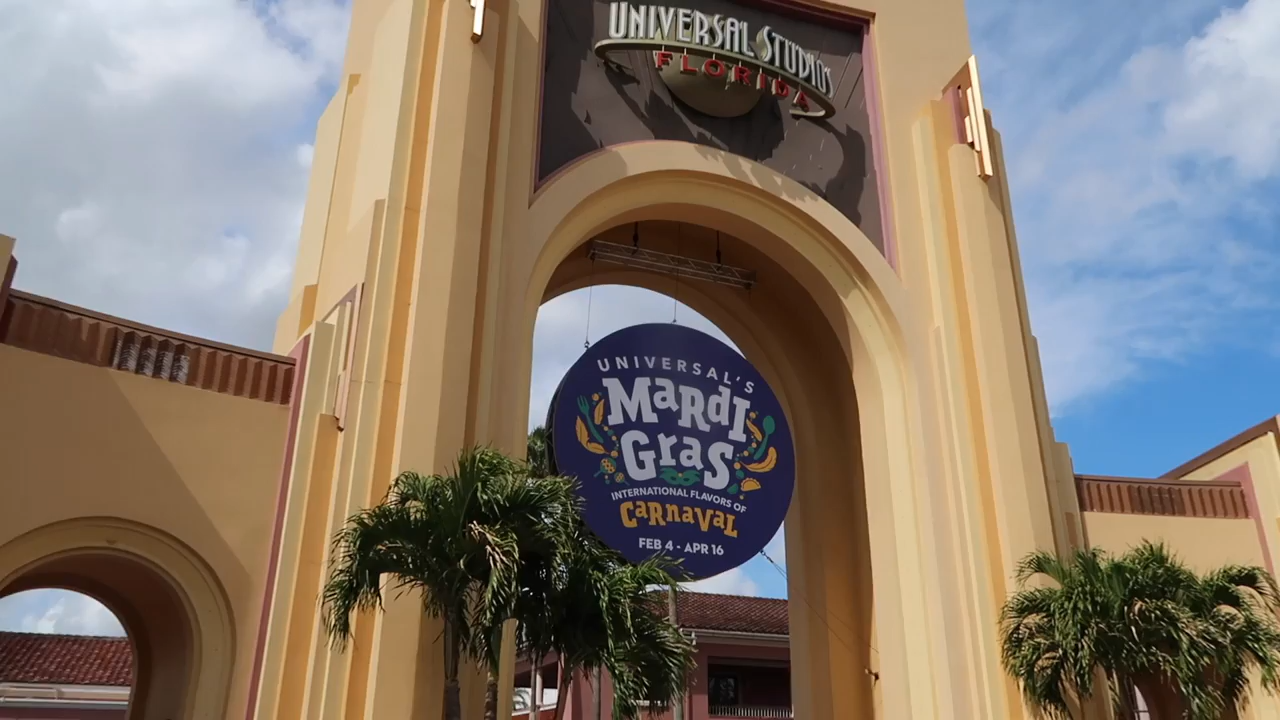 UNIVERSAL STUDIOS
FLORIDA
UNIVERSAL'S
MaRdI
GraS
INTERNATIONAL FLAVORS OF
CaRnaVaL
FEB 4 - APR 16